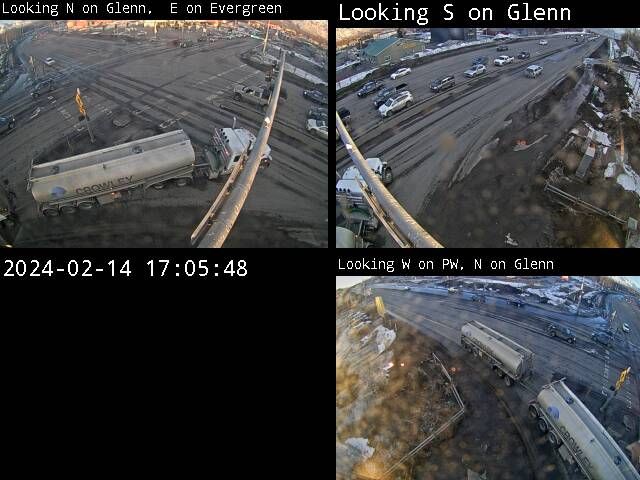 Looking N on Glenn,  E on Evergreen
Looking S on Glenn
CROWLEY
2024-02-14 17:05:48
Looking W on PW, N on Glenn
CROWLEY